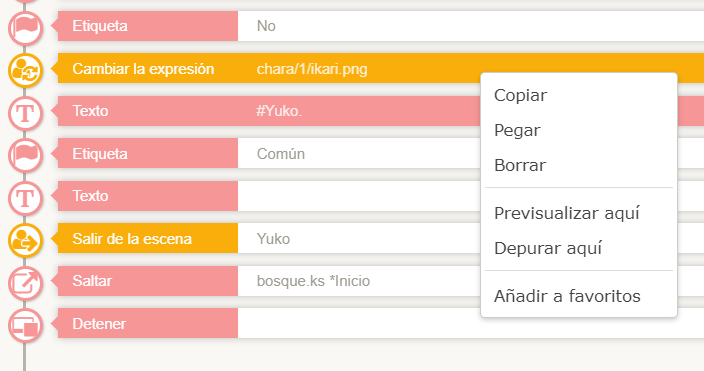 Etiqueta No
Cambiar la expresión chara/1/ikari.png
Texto #Yuko.
Etiqueta Común
Texto
Salir de la escena Yuko
Saltar bosque.ks *Inicio
Detener
Copiar
Pegar
Borrar
Previsualizar aquí
Depurar aquí
Añadir a favoritos